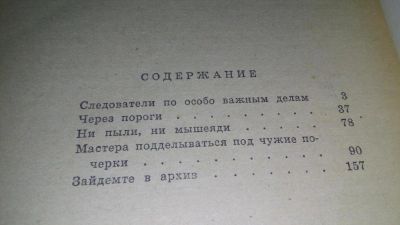 СОДЕРЖАНИЕ
Следователи по особо важным делам 3
Через пороги . . . . . . . . . 37
Ни пыли, ни мышеяди . . . . . . 78
Мастера подделываться под чужие по-
черки . . . . . . . . . . 90
Зайдемте в архив . . . . . . . 157